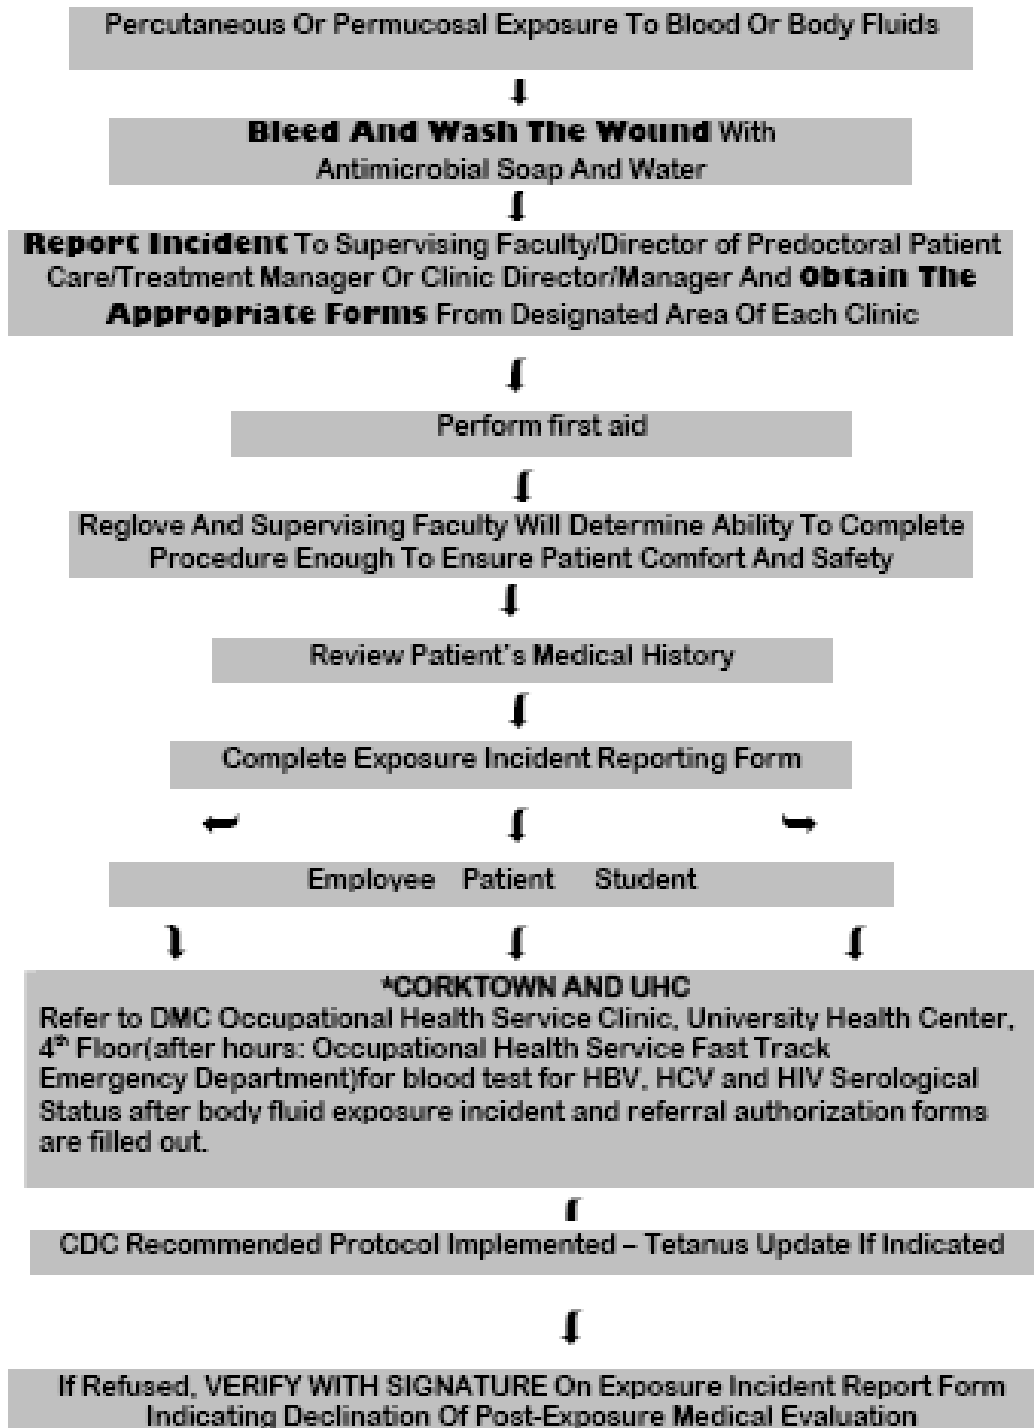 Percutaneous Or Permucosal Exposure To Blood Or Body Fluids
Bleed And Wash The Wound With
Antimicrobial Soap And Water
Report Incident To Supervising Faculty/Director of Predoctoral Patient
Care/Treatment Manager Or Clinic Director/Manager And Obtain The
Appropriate Forms From Designated Area Of Each Clinic
Perform first aid
Reglove And Supervising Faculty Will Determine Ability To Complete
Procedure Enough To Ensure Patient Comfort And Safety
Review Patient's Medical History
Complete Exposure Incident Reporting Form
Employee Patient Student
*CORKTOWN AND UHC
Refer to DMC Occupational Health Service Clinic, University Health Center,
4th Floor(after hours: Occupational Health Service Fast Track
Emergency Department)for blood test for HBV, HCV and HIV Serological
Status after body fluid exposure incident and referral authorization forms
are filled out.
CDC Recommended Protocol Implemented – Tetanus Update If Indicated
If Refused, VERIFY WITH SIGNATURE On Exposure Incident Report Form
Indicating Declination Of Post-Exposure Medical Evaluation